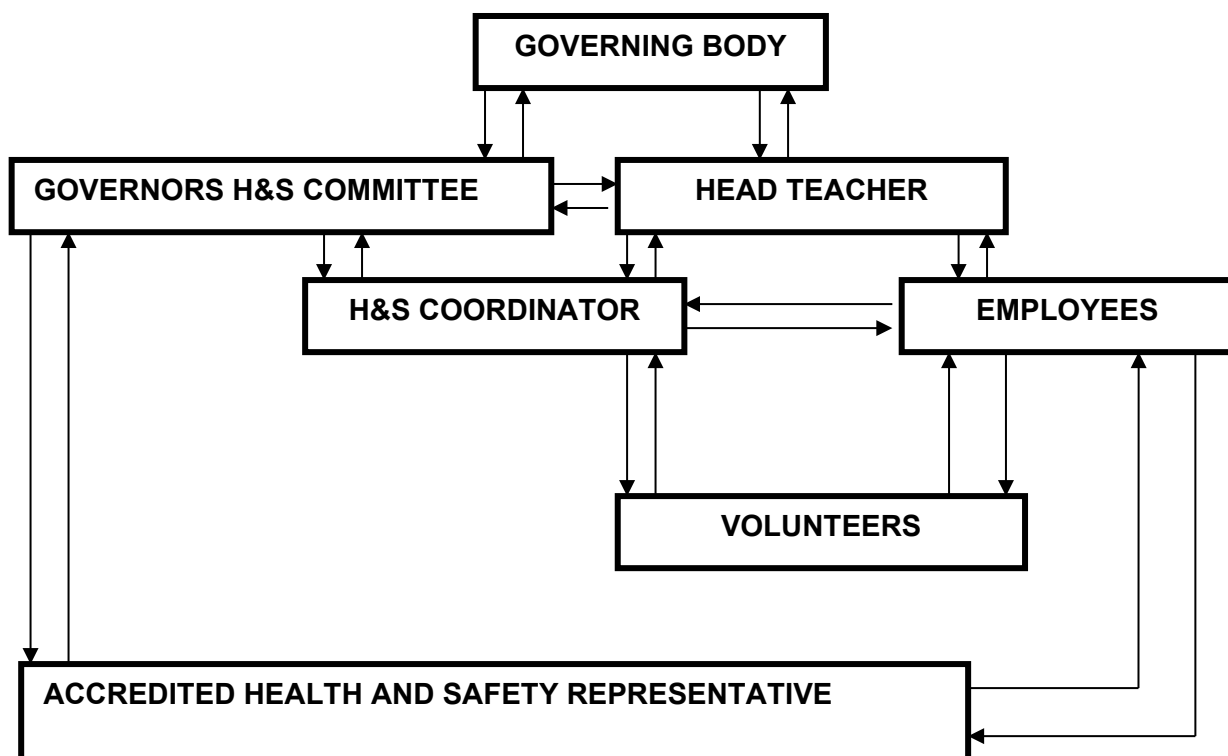 GOVERNING BODY
GOVERNORS H&S COMMITTEE
HEAD TEACHER
H&S COORDINATOR
EMPLOYEES
VOLUNTEERS
ACCREDITED HEALTH AND SAFETY REPRESENTATIVE